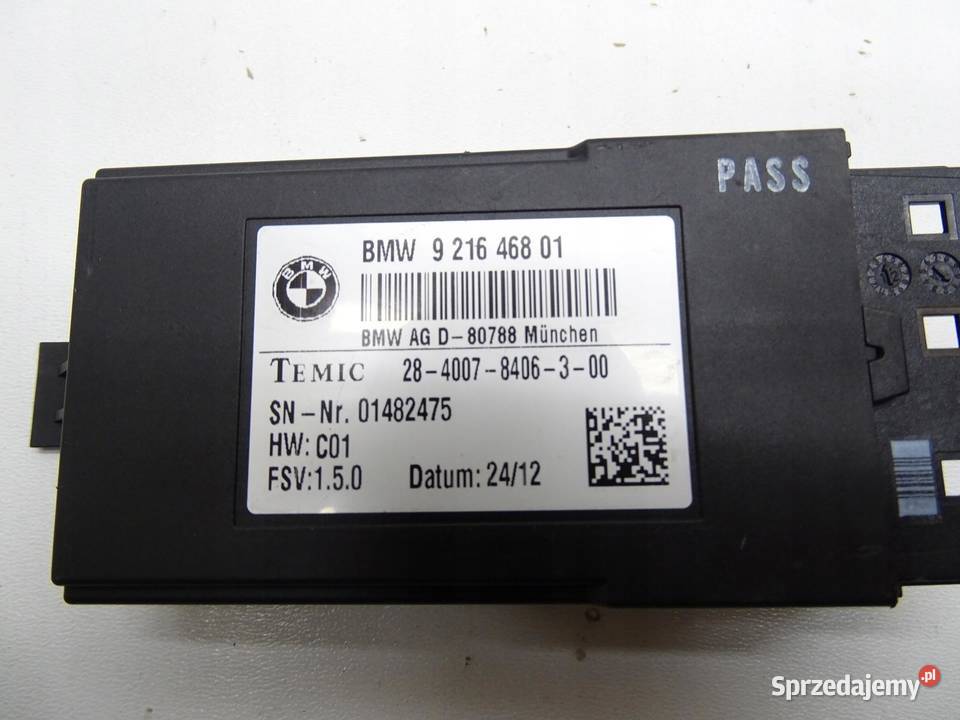 PASS
BMW 9 216 468 01
BMW
BMW AG D-80788 München
TEMIC 28-4007-8406-3-00
SN-Nr. 01482475
HW: C01
FSV:1.5.0 Datum: 24/12
Sprzedajemy.pl